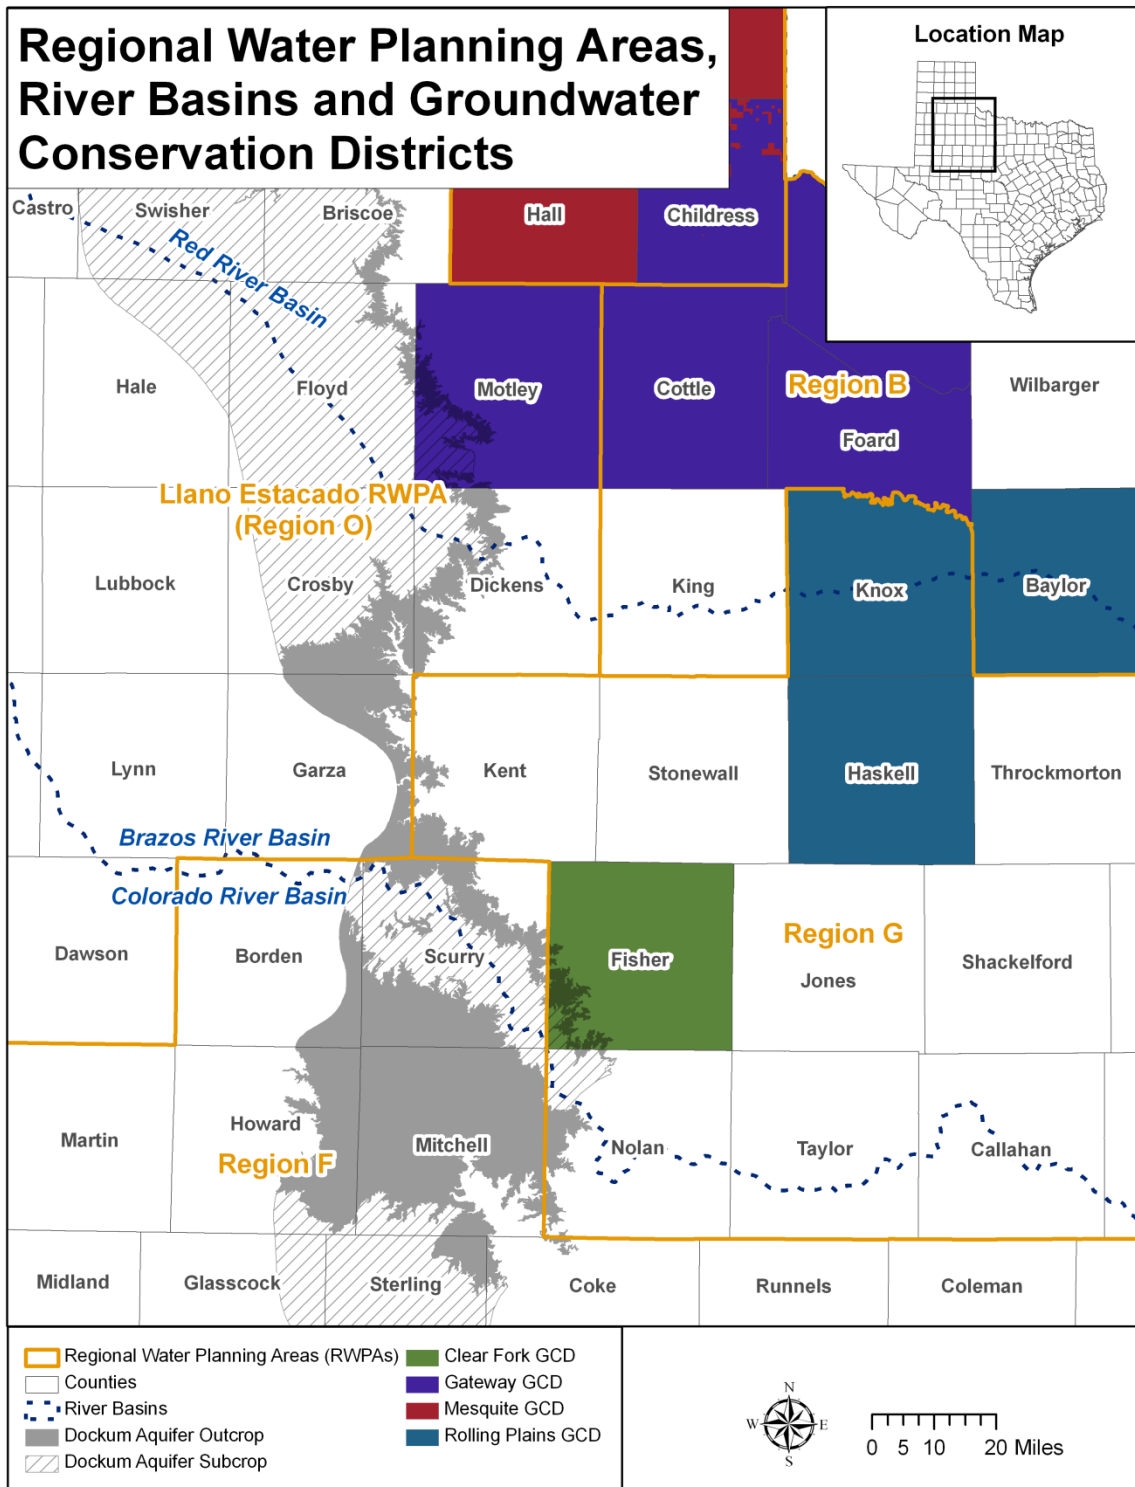 Regional Water Planning Areas,
River Basins and Groundwater
Conservation Districts
Location Map
Castro
Swisher
Briscoe
Hall
Childress
Red River Basin
Hale
Floyd
Motley
Cottle
Region B
Wilbarger
Foard
Llano Estacado RWPA
(Region O)
Lubbock
Crosby
Dickens
King
Knox
Baylor
Lynn
Garza
Kent
Stonewall
Haskell
Throckmorton
Brazos River Basin
Colorado River Basin
Dawson
Borden
Scurry
Fisher
Region G
Jones
Shackelford
Martin
Howard
Region F
Mitchell
Nolan
Taylor
Callahan
Midland
Glasscock
Sterling
Coke
Runnels
Coleman
Regional Water Planning Areas (RWPAs)
Counties
River Basins
Dockum Aquifer Outcrop
Dockum Aquifer Subcrop
Clear Fork GCD
Gateway GCD
Mesquite GCD
Rolling Plains GCD
N
W E
S
0 5 10 20 Miles